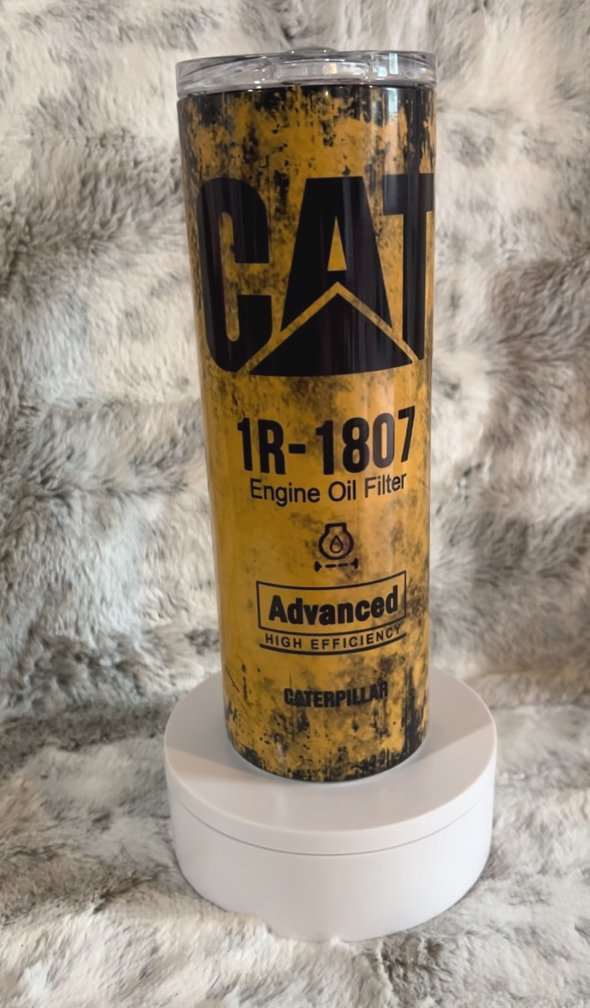 CAT
1R-1807
Engine Oil Filter
Advanced
HIGH EFFICIENCY
CATERPILLAR